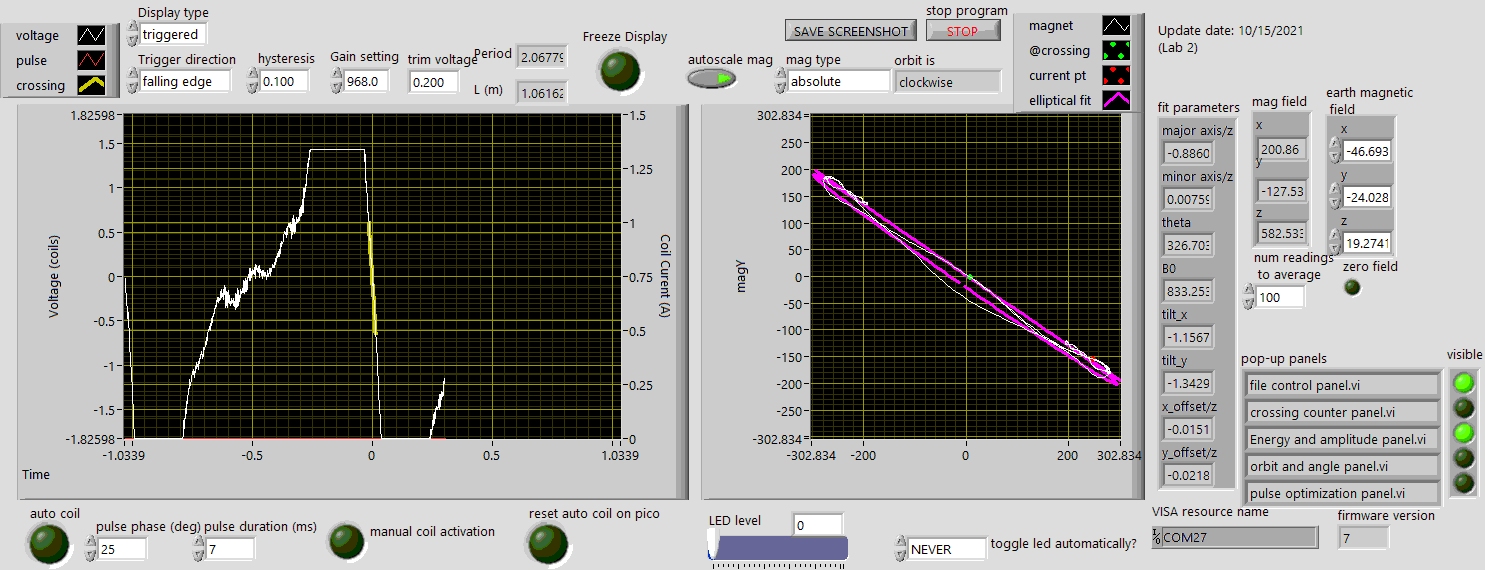 voltage
pulse
crossing
Display type
triggered
Trigger direction
falling edge
hysteresis
0.100
Gain setting
968.0
trim voltage
0.200
Period
2.0677
L (m)
1.0616
Freeze Display
SAVE SCREENSHOT
stop program
STOP
autoscale mag
mag type
absolute
orbit is
clockwise
magnet
@crossing
current pt
elliptical fit
Update date: 10/15/2021
(Lab 2)
1.82598
1.5
1
0.5
0
-0.5
-1
-1.5
-1.82598
Voltage (coils)
1.5
1.25
1
0.75
0.5
0.25
0
Coil Current (A)
-1.0339
-0.5
0
0.5
1.0339
Time
302.834
250
200
150
100
50
0
-50
-100
-150
-200
-250
-302.834
magY
-302.834
-200
0
200
302.834
fit parameters
major axis/z
-0.8860
minor axis/z
0.0075
theta
326.70
B0
833.25
tilt_x
-1.1567
tilt_y
-1.3429
x_offset/z
-0.0151
y_offset/z
-0.0218
mag field
x
200.86
y
-127.53
z
582.53
earth magnetic
field
x
-46.693
y
-24.028
z
19.2741
num readings
to average
100
zero field
pop-up panels
visible
file control panel.vi
crossing counter panel.vi
Energy and amplitude panel.vi
orbit and angle panel.vi
pulse optimization panel.vi
VISA resource name
COM27
firmware version
7
auto coil
pulse phase (deg)
25
pulse duration (ms)
7
manual coil activation
reset auto coil on pico
LED level
0
NEVER
toggle led automatically?